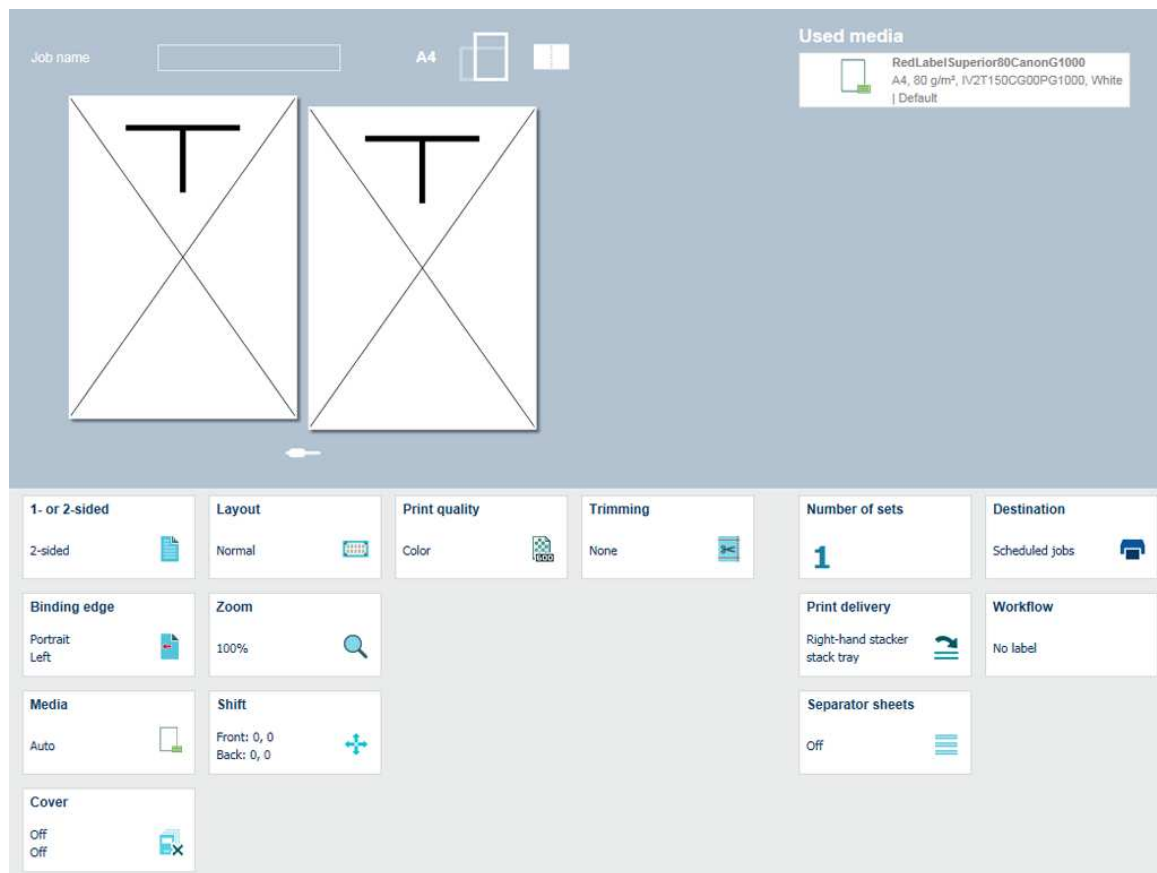 Job name
A4
Used media
RedLabelSuperior80CanonG1000
A4, 80 g/m², IV2T150CG00PG1000, White
| Default
T
T
1- or 2-sided
2-sided
Layout
Normal
Print quality
Color
600
Trimming
None
Number of sets
1
Destination
Scheduled jobs
Binding edge
Portrait
Left
Zoom
100%
Print delivery
Right-hand stacker
stack tray
Workflow
No label
Media
Auto
Shift
Front: 0, 0
Back: 0, 0
Separator sheets
Off
Cover
Off
Off